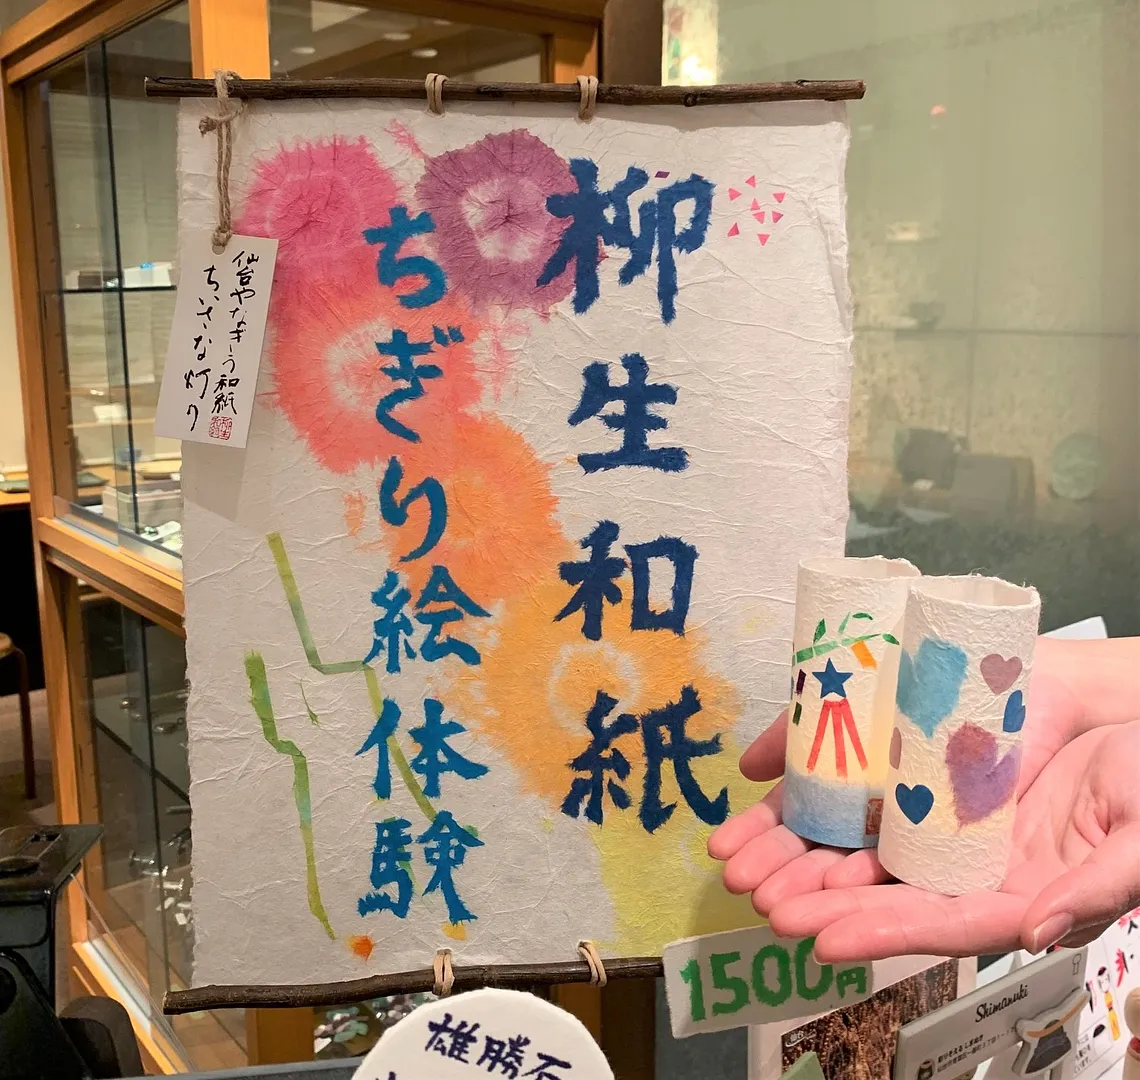 柳生和紙
ちぎり絵体験
仙台やなぎう和紙
ちいさな灯り
1500円
雄勝石
Shimanuki